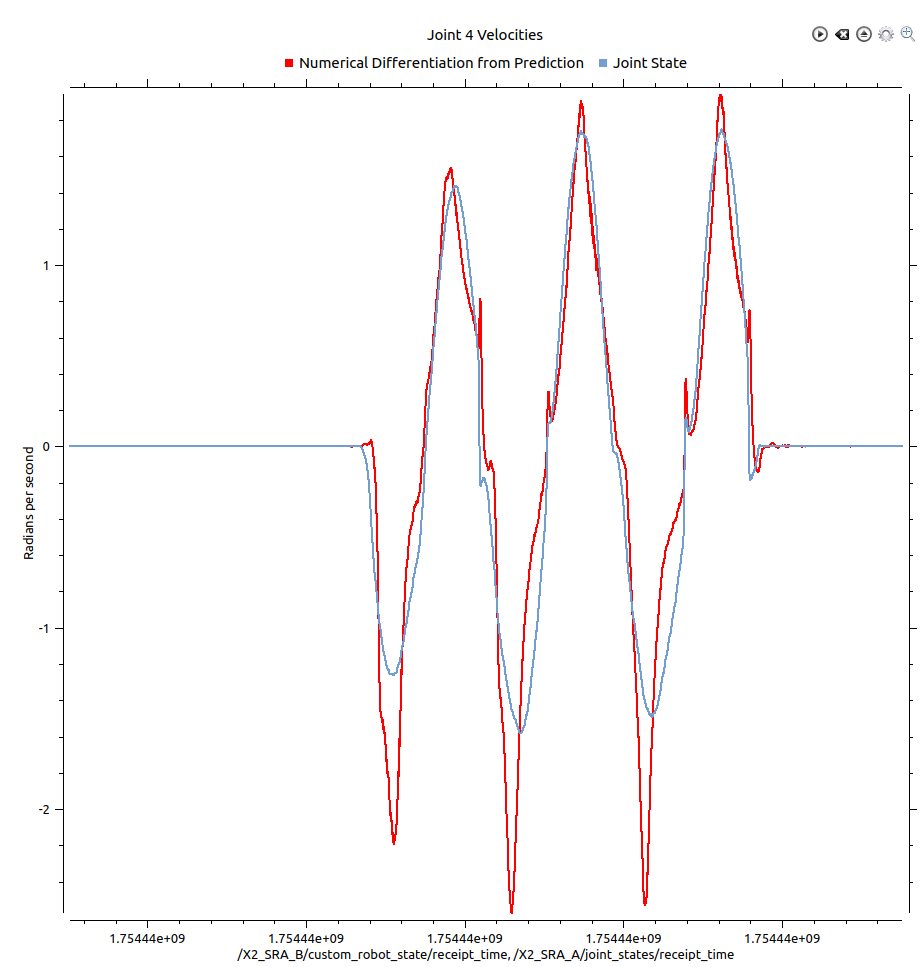 Joint 4 Velocities
Numerical Differentiation from Prediction Joint State
1
0
-1
-2
Radians per second
1.75444e+09 1.75444e+09 1.75444e+09 1.75444e+09 1.75444e+09
/X2_SRA_B/custom_robot_state/receipt_time, /X2_SRA_A/joint_states/receipt_time